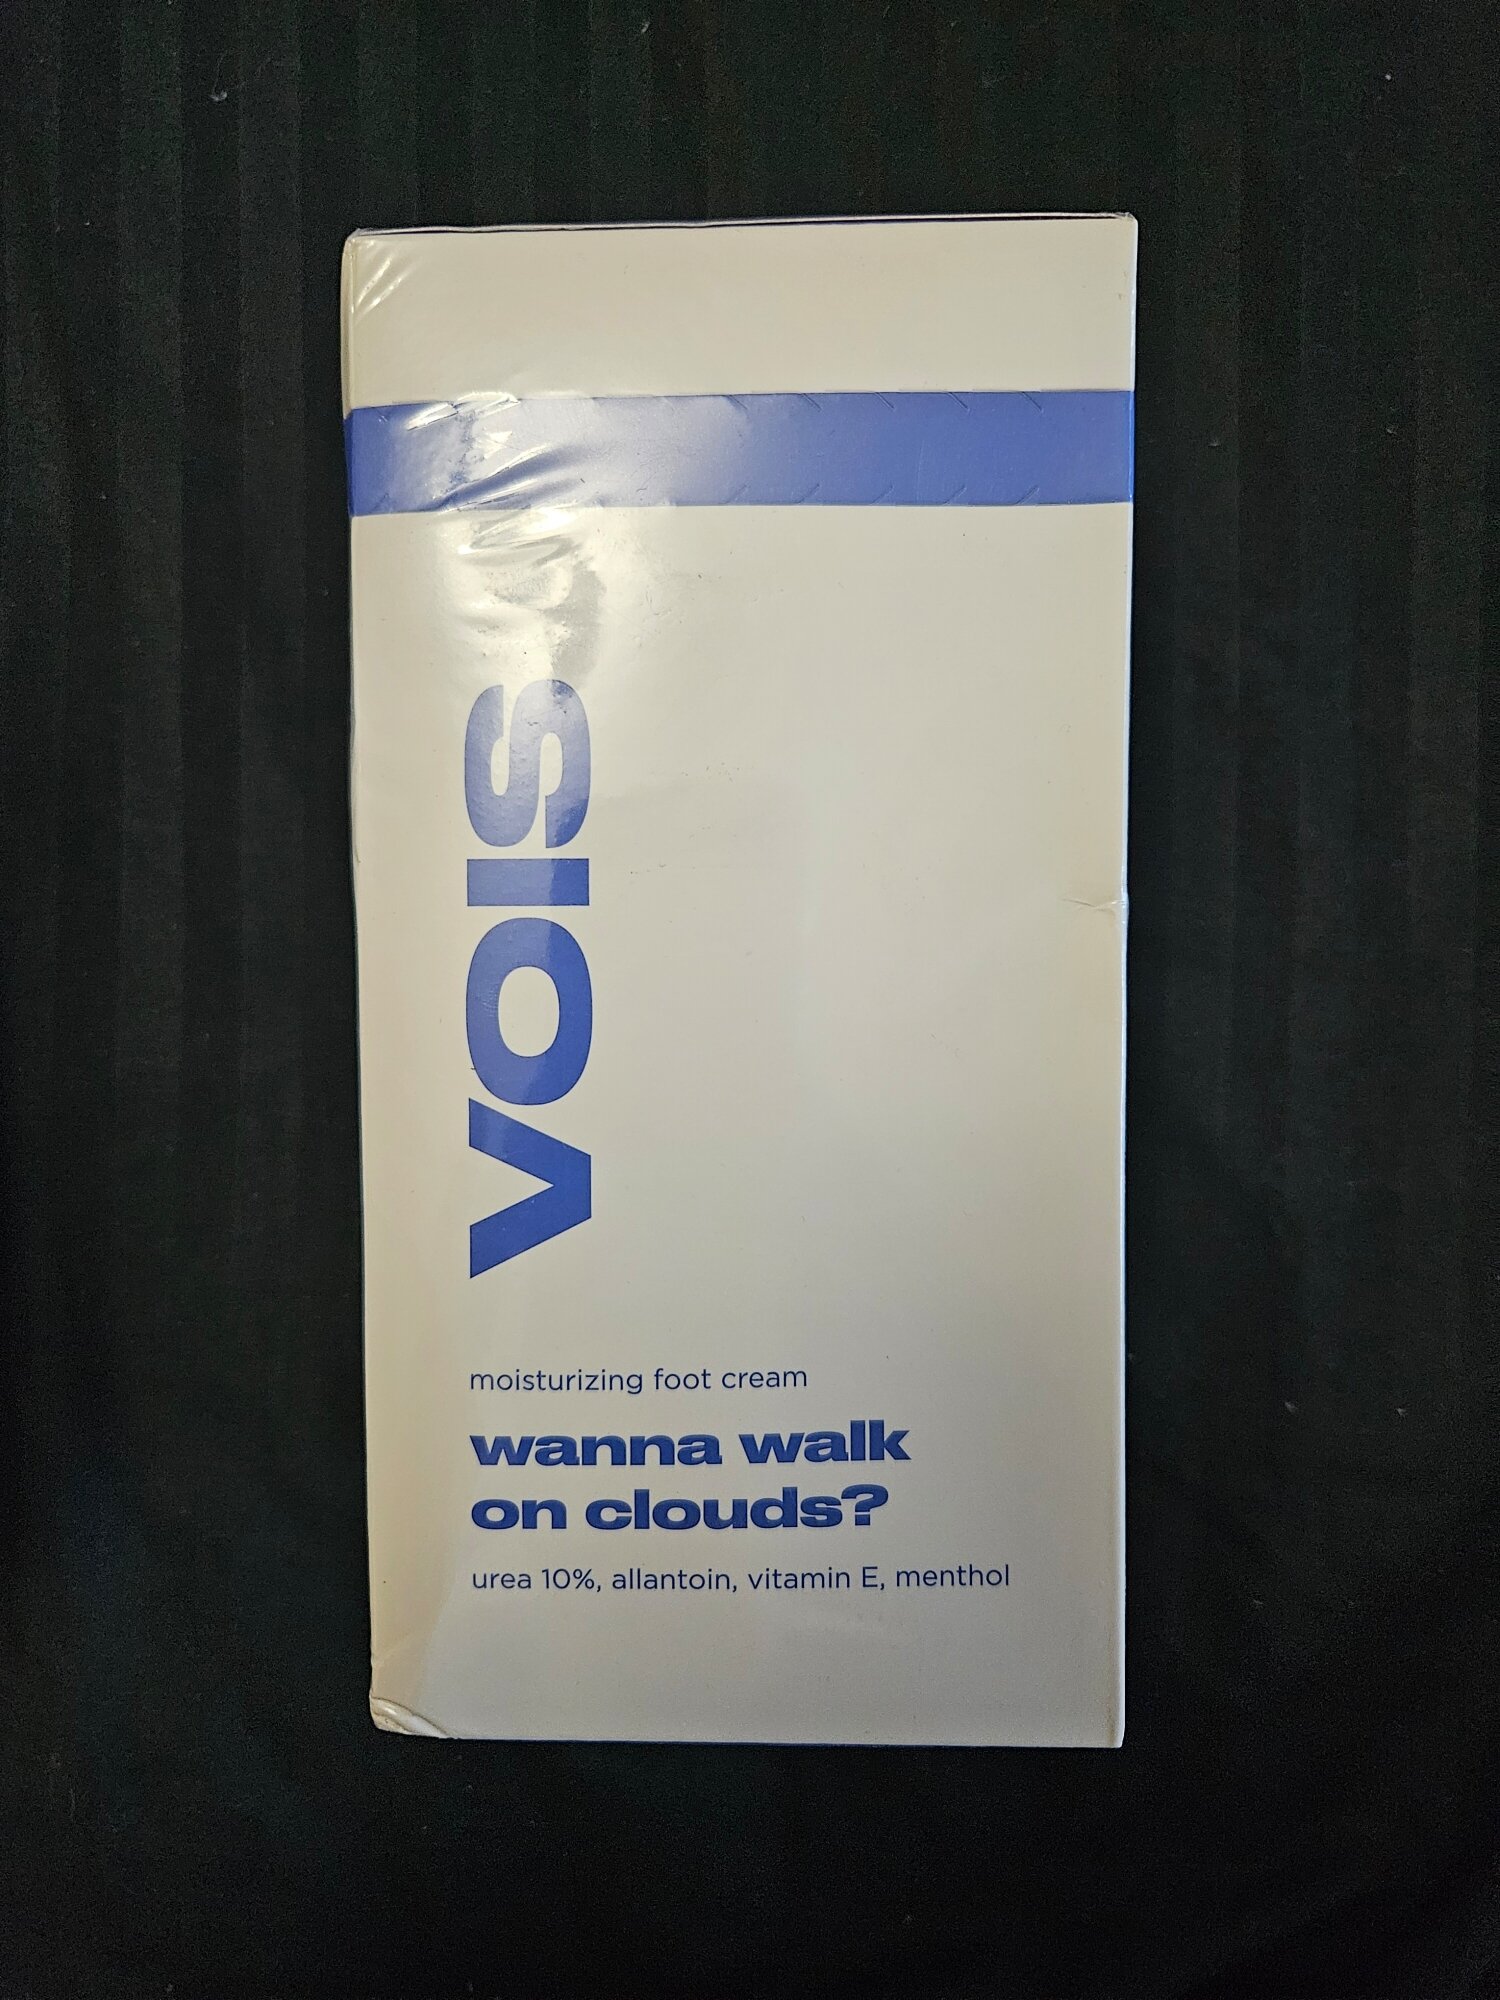 vois
moisturizing foot cream
wanna walk
on clouds?
urea 10%, allantoin, vitamin E, menthol